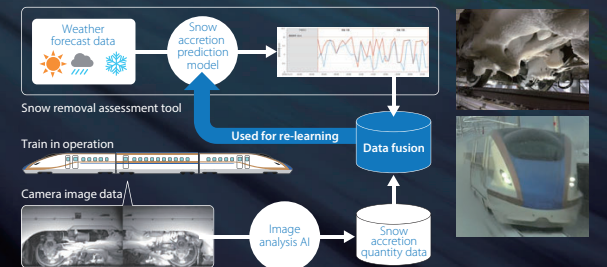 Weather
forecast data
Snow
accretion
prediction
model
Snow removal assessment tool
Used for re-learning
Data fusion
Train in operation
Camera image data
Image
analysis AI
Snow
accretion
quantity data